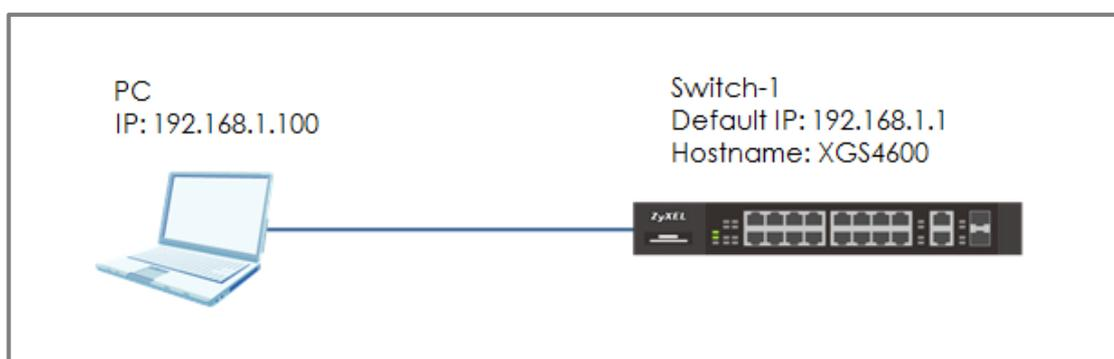 PC
IP: 192.168.1.100
Switch-1
Default IP: 192.168.1.1
Hostname: XGS4600
ZyXEL